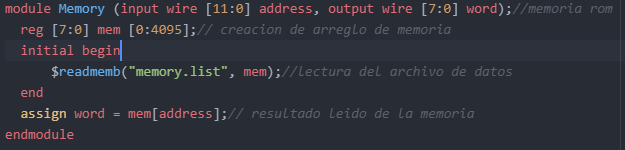 module Memory (input wire [11:0] address, output wire [7:0] word);//memoria rom
  reg [7:0] mem [0:4095];// creacion de arreglo de memoria
  initial begin
      $readmemb("memory.list", mem);//lectura del archivo de datos
  end
  assign word = mem[address];// resultado leido de la memoria
endmodule